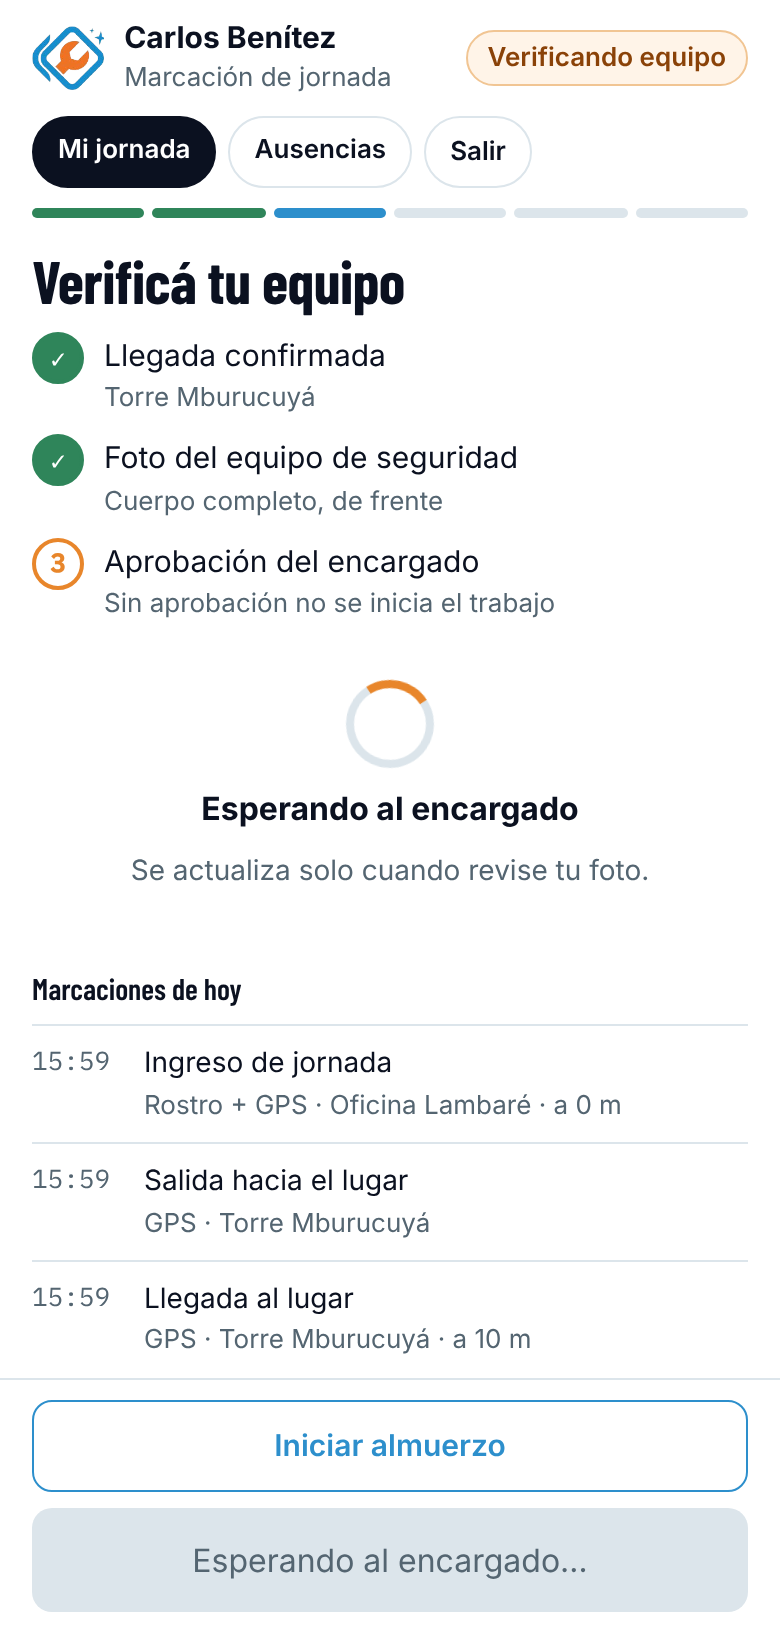 Carlos Benítez
Marcación de jornada
Verificando equipo
Mi jornada
Ausencias
Salir
Verificá tu equipo
✓
Llegada confirmada
Torre Mburucuyá
✓
Foto del equipo de seguridad
Cuerpo completo, de frente
3
Aprobación del encargado
Sin aprobación no se inicia el trabajo
Esperando al encargado
Se actualiza solo cuando revise tu foto.
Marcaciones de hoy
15:59 Ingreso de jornada
Rostro + GPS · Oficina Lambaré · a 0 m
15:59 Salida hacia el lugar
GPS · Torre Mburucuyá
15:59 Llegada al lugar
GPS · Torre Mburucuyá · a 10 m
Iniciar almuerzo
Esperando al encargado...